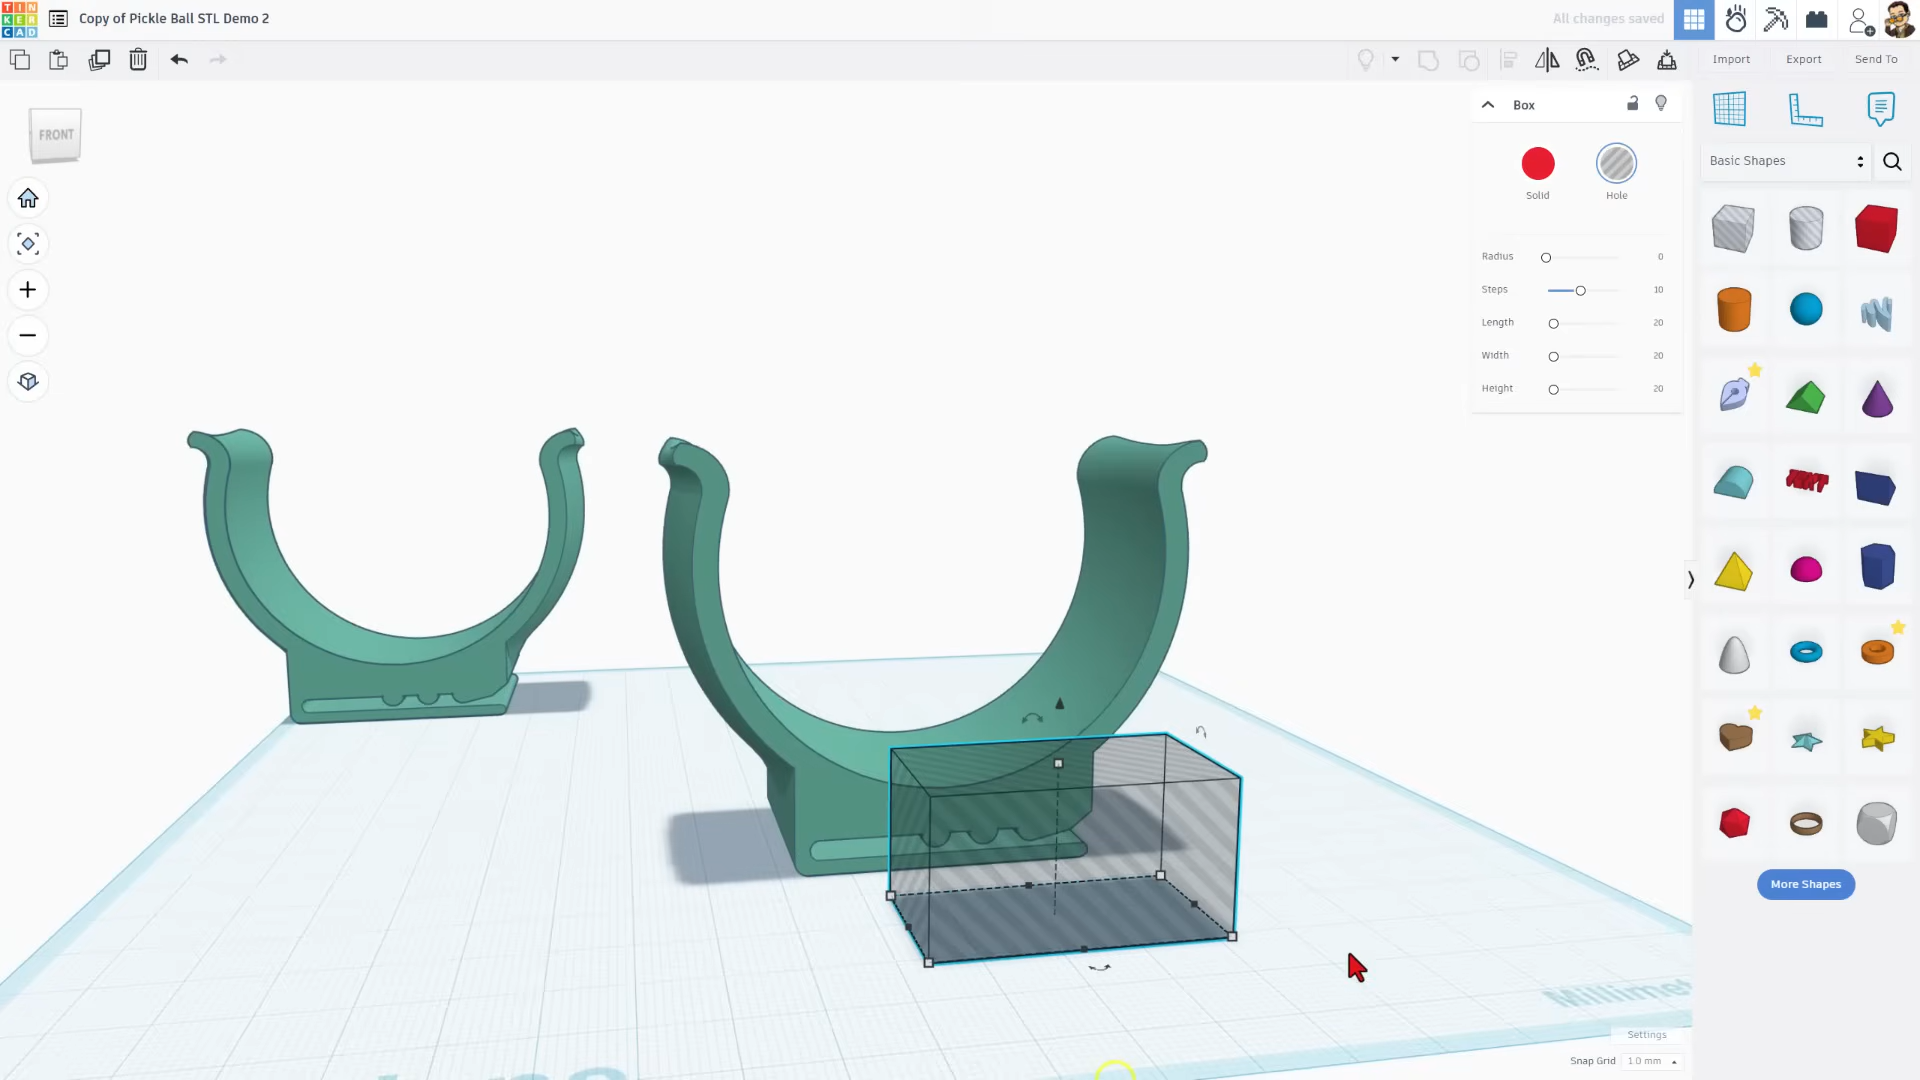 TIN
KER
CAD
Copy of Pickle Ball STL Demo 2
All changes saved
Import
Export
Send To
FRONT
Box
Solid
Hole
Radius
0
Steps
10
Length
20
Width
20
Height
20
Basic Shapes
More Shapes
Settings
Snap Grid
1.0 mm